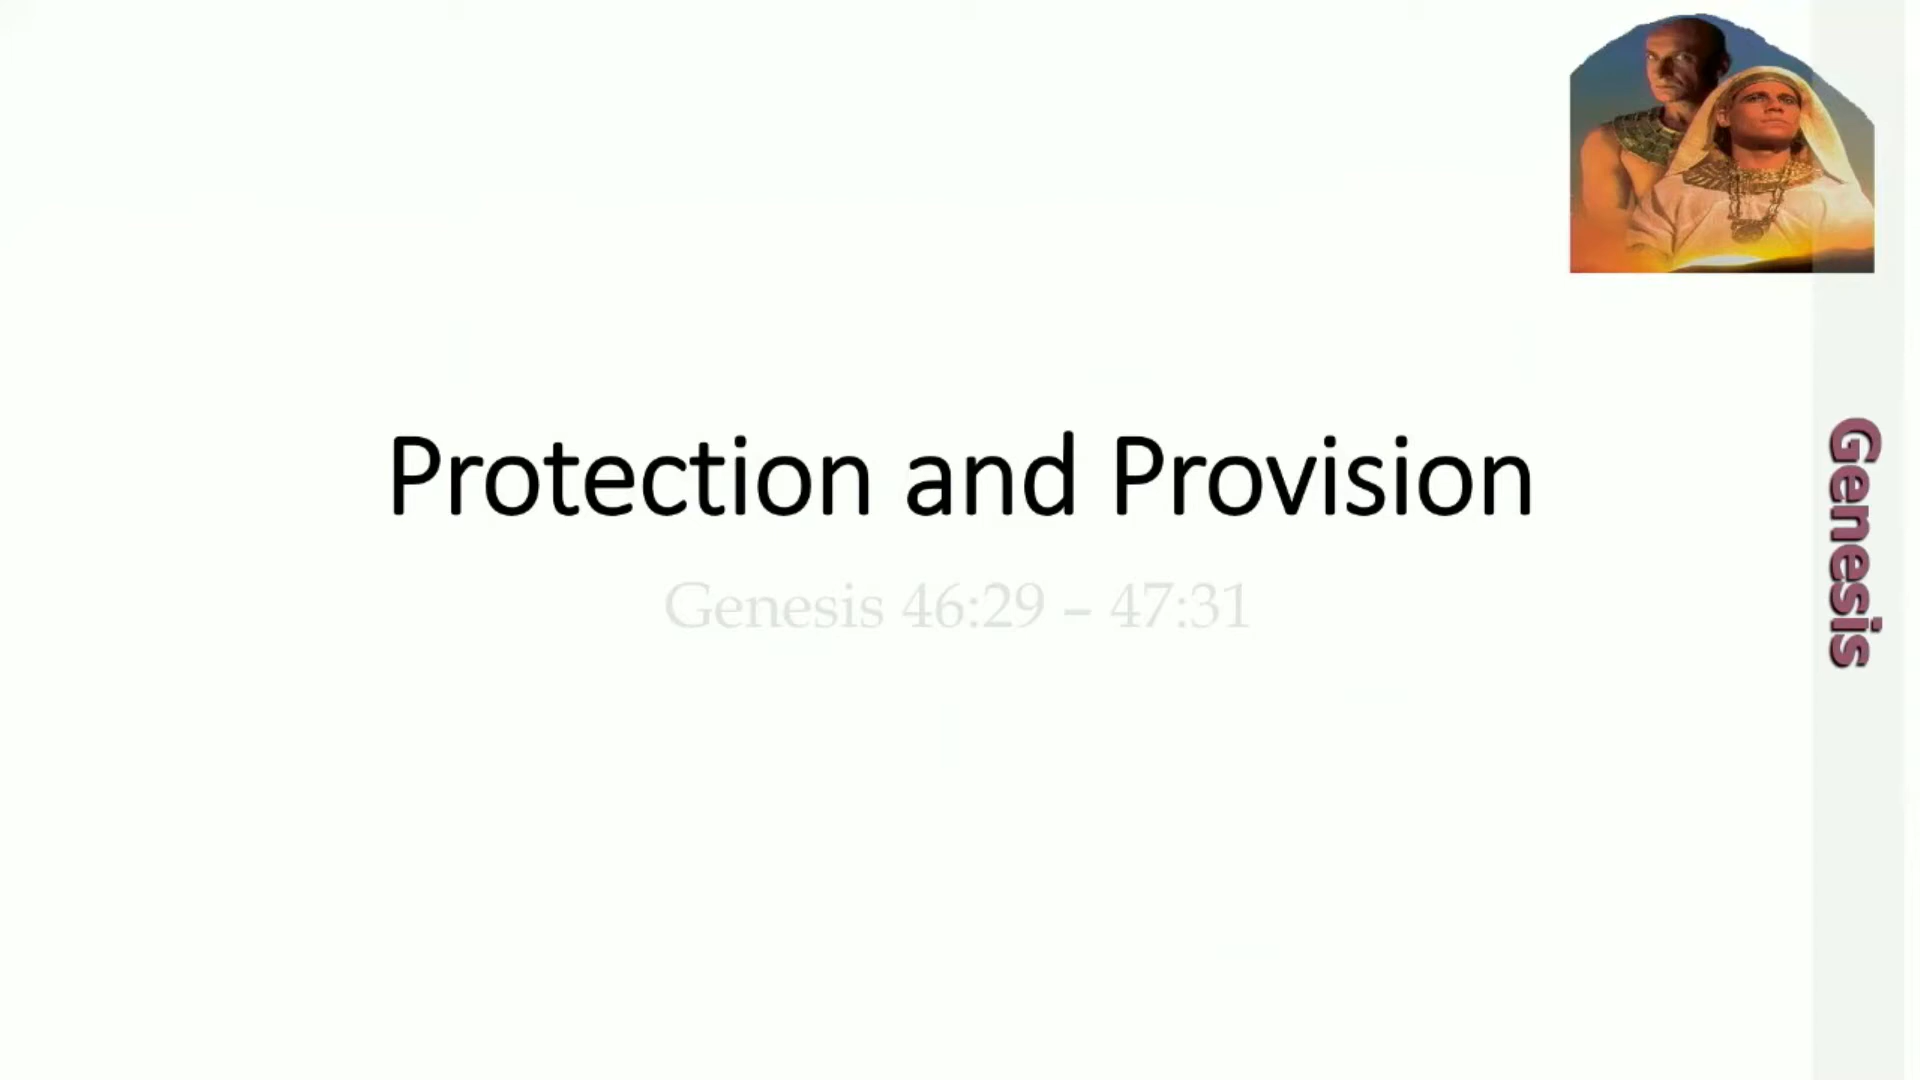 Protection and Provision
Genesis 46:29 – 47:31
Genesis